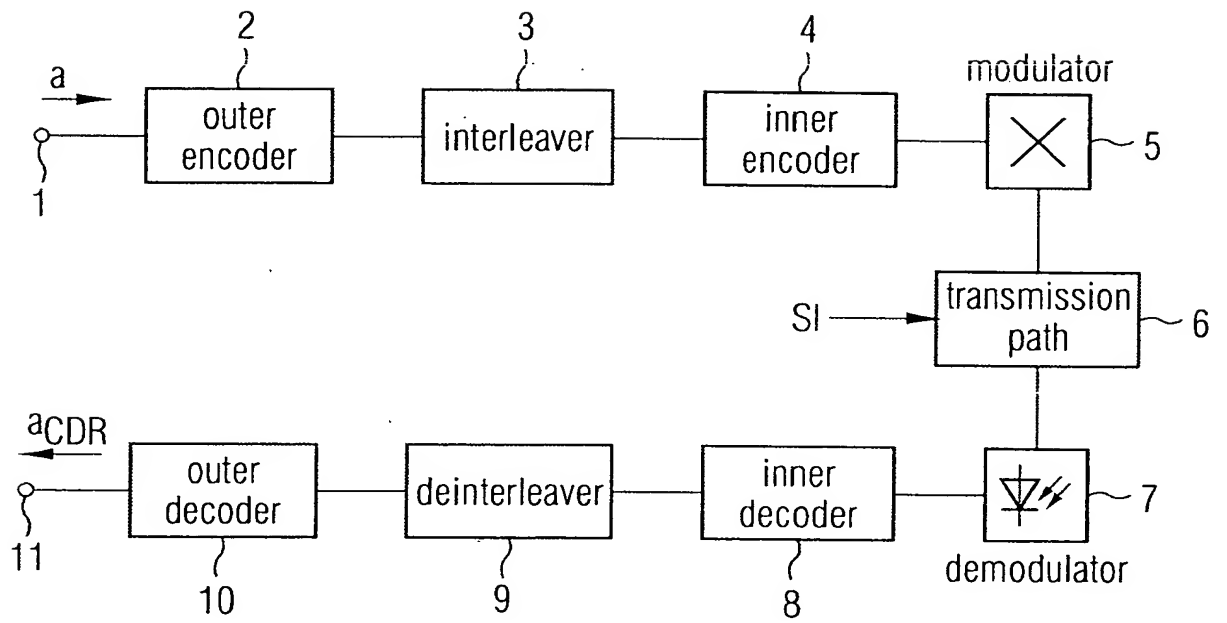 2
3
4
modulator
a
outer
encoder
interleaver
inner
encoder
5
1
SI
transmission
path
6
aCDR
outer
decoder
deinterleaver
inner
decoder
7
11
10
9
8
demodulator